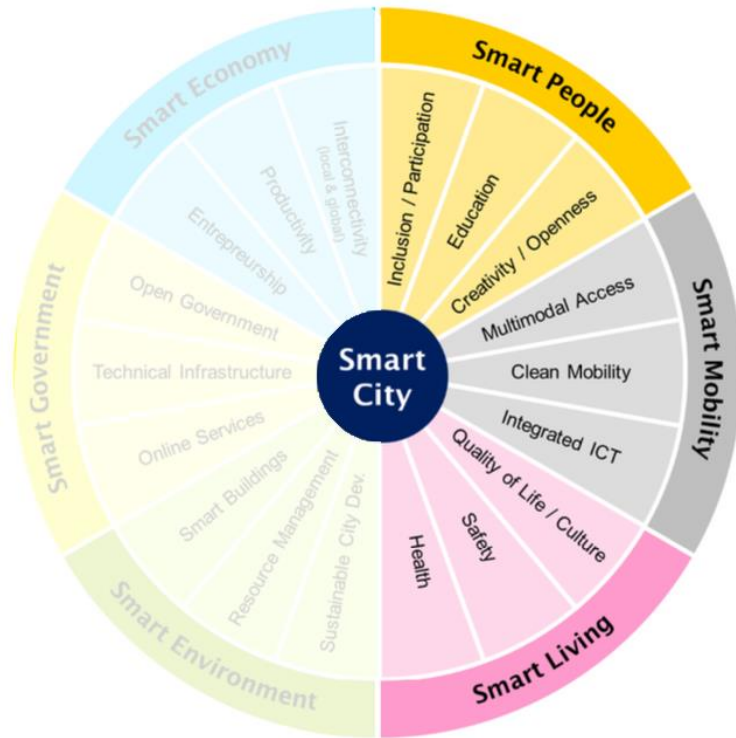 Smart City
Smart People
Inclusion / Participation
Education
Creativity / Openness
Smart Mobility
Multimodal Access
Clean Mobility
Integrated ICT
Smart Living
Quality of Life / Culture
Safety
Health
Smart Environment
Sustainable City Dev.
Resource Management
Smart Buildings
Smart Government
Online Services
Technical Infrastructure
Open Government
Smart Economy
Entrepreurship
Productivity
Interconnectivity
(local & global)